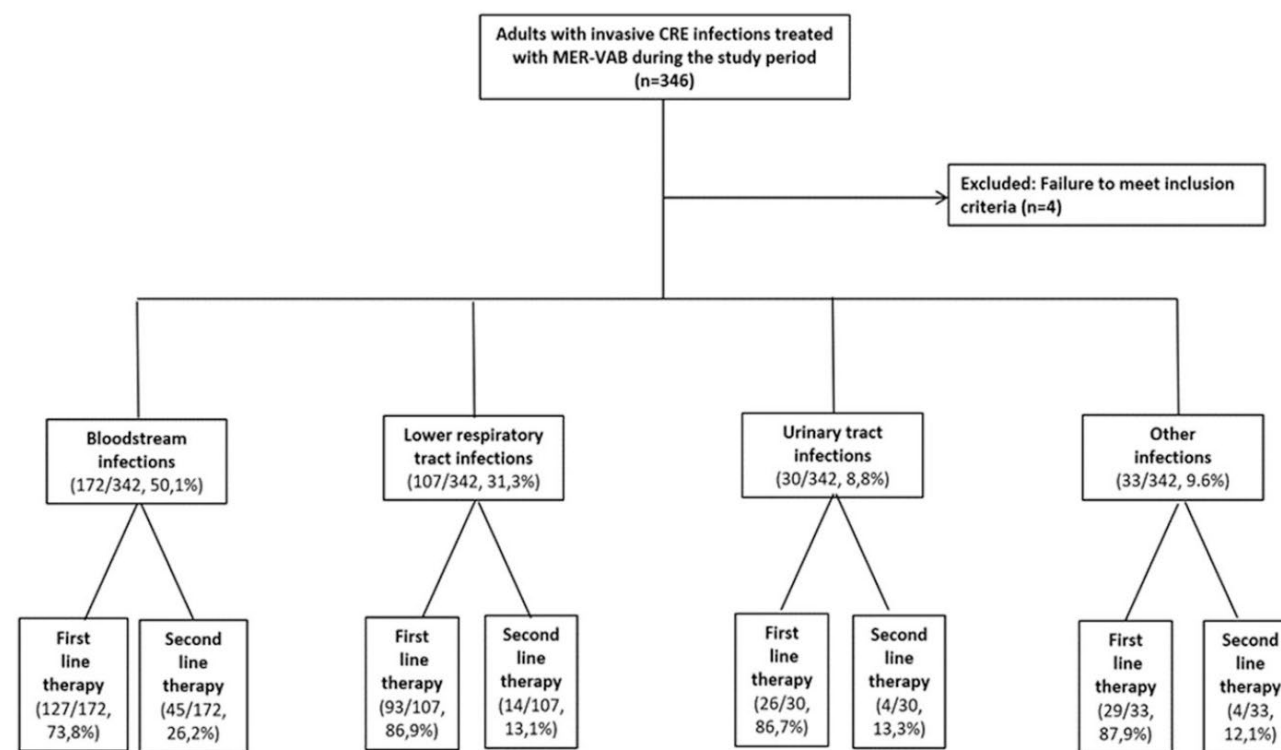 Adults with invasive CRE infections treated
with MER-VAB during the study period
(n=346)
Excluded: Failure to meet inclusion
criteria (n=4)
Bloodstream
infections
(172/342, 50,1%)
Lower respiratory
tract infections
(107/342, 31,3%)
Urinary tract
infections
(30/342, 8,8%)
Other
infections
(33/342, 9.6%)
First
line
therapy
(127/172,
73,8%)
Second
line
therapy
(45/172,
26,2%)
First
line
therapy
(93/107,
86,9%)
Second
line
therapy
(14/107,
13,1%)
First
line
therapy
(26/30,
86,7%)
Second
line
therapy
(4/30,
13,3%)
First
line
therapy
(29/33,
87,9%)
Second
line
therapy
(4/33,
12,1%)